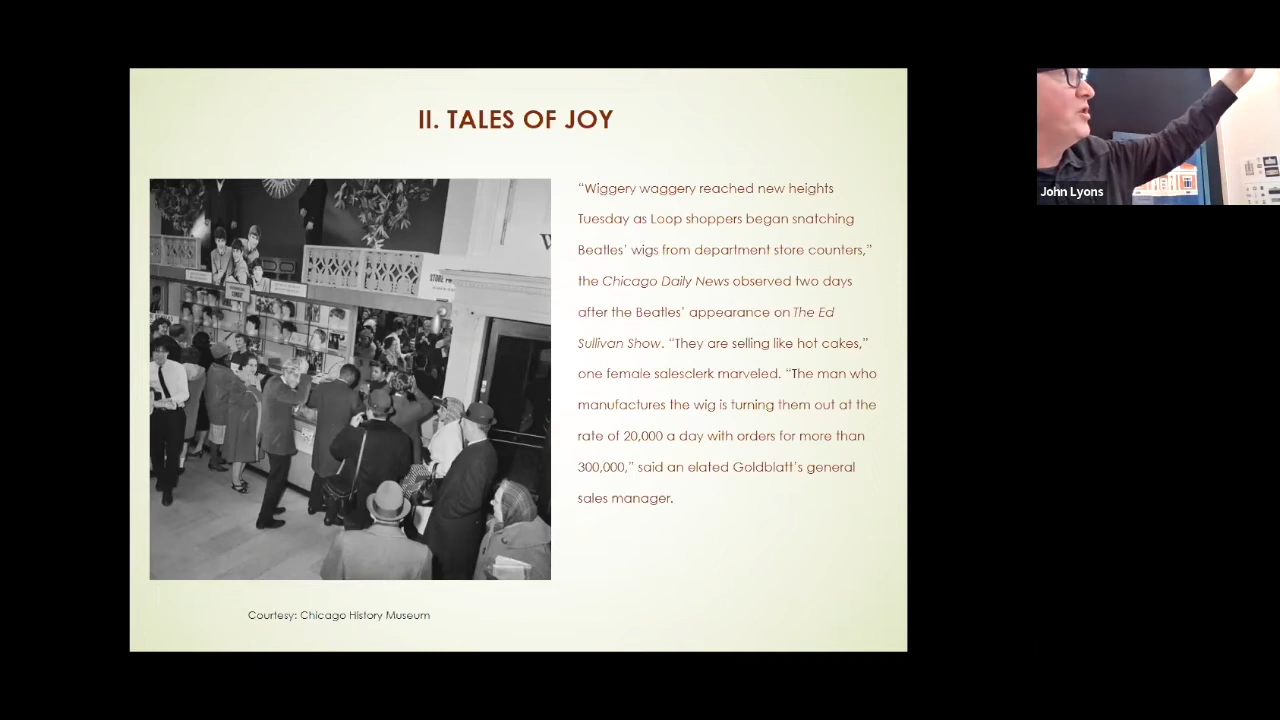 II. TALES OF JOY
“Wiggery waggery reached new heights
Tuesday as Loop shoppers began snatching
Beatles’ wigs from department store counters,”
the Chicago Daily News observed two days
after the Beatles’ appearance on The Ed
Sullivan Show. “They are selling like hot cakes,”
one female salesclerk marveled. “The man who
manufactures the wig is turning them out at the
rate of 20,000 a day with orders for more than
300,000,” said an elated Goldblatt’s general
sales manager.
Courtesy: Chicago History Museum
John Lyons